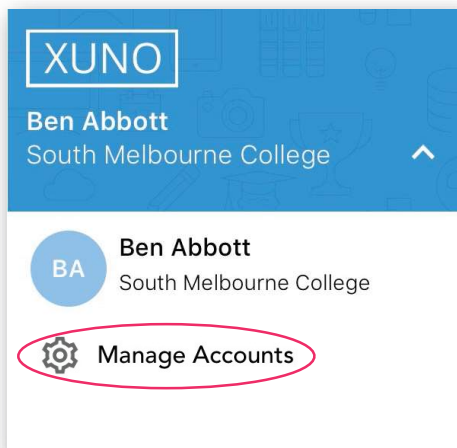 XUNO
Ben Abbott
South Melbourne College
BA
Ben Abbott
South Melbourne College
Manage Accounts